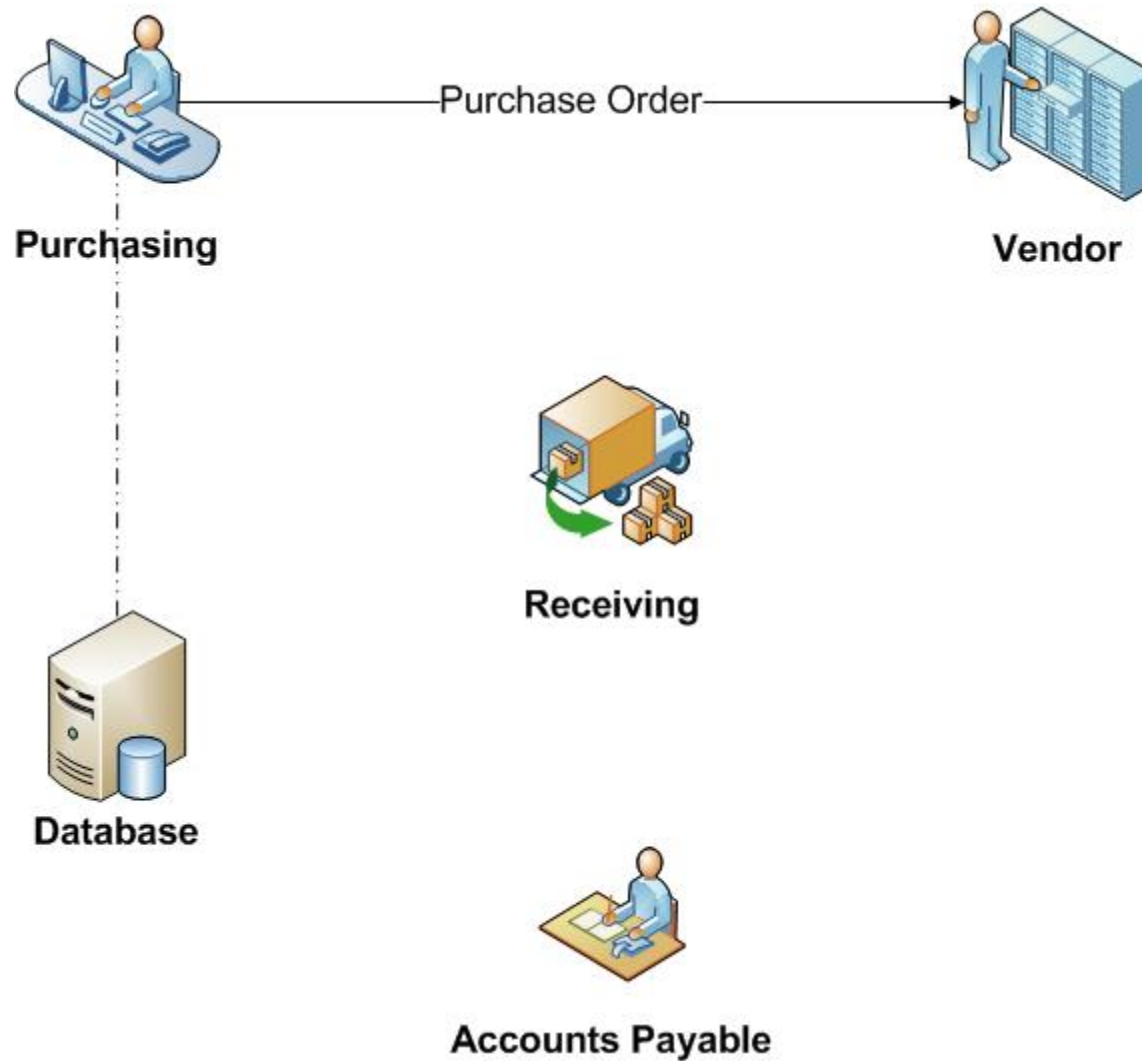 Purchase Order
Purchasing
Vendor
Receiving
Database
Accounts Payable